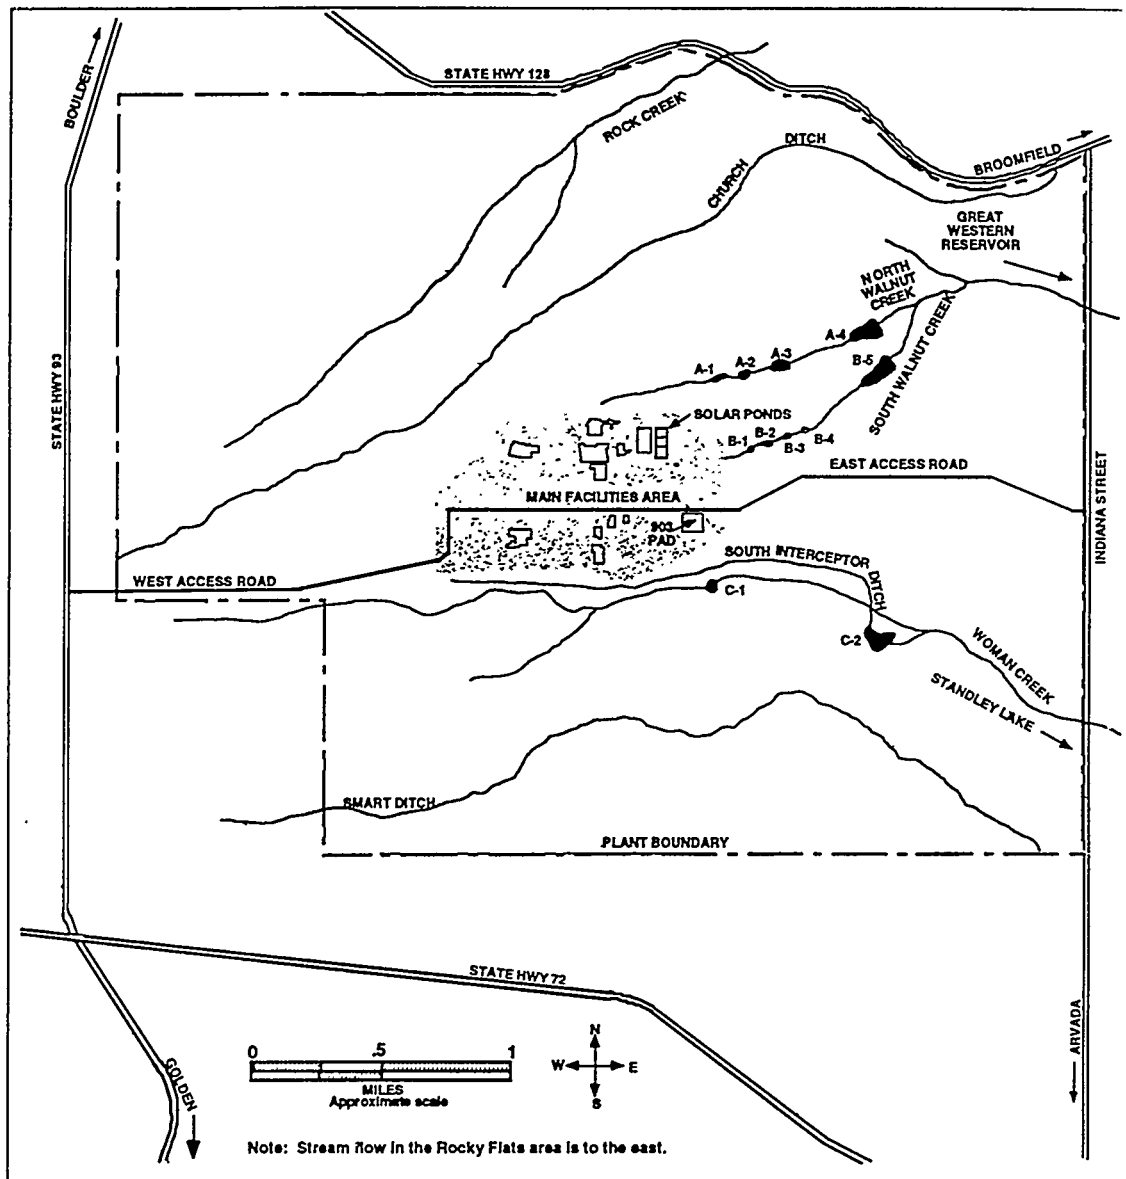 STATE HWY 128
BOULDER
ROCK CREEK
DITCH
CHURCH
BROOMFIELD
GREAT
WESTERN
RESERVOIR
NORTH
WALNUT
CREEK
A-4
A-3
A-2
A-1
B-5
SOUTH WALNUT CREEK
STATE HWY 93
SOLAR PONDS
B-1
B-2
B-3
B-4
EAST ACCESS ROAD
MAIN FACILITIES AREA
INDIANA STREET
903
PAD
SOUTH INTERCEPTOR
DITCH
WEST ACCESS ROAD
C-1
C-2
WOMAN CREEK
STANDLEY LAKE
SMART DITCH
PLANT BOUNDARY
STATE HWY 72
ARVADA
GOLDEN
0 .5 1
MILES
Approximate scale
N
W E
S
Note: Stream flow in the Rocky Flats area is to the east.